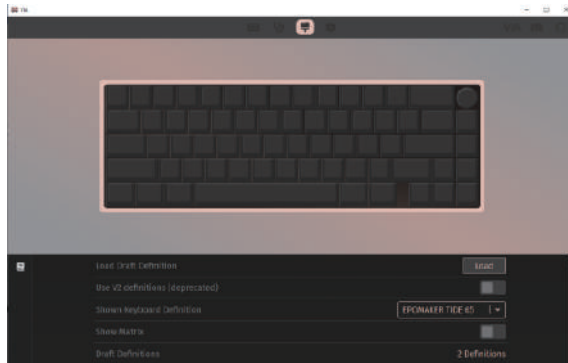 VIA
Load Draft Definition
Load
Use V2 definitions (deprecated)
Shown Keyboard Definition
EPOMAKER TIDE 65
Show Matrix
Draft Definitions
2 Definitions